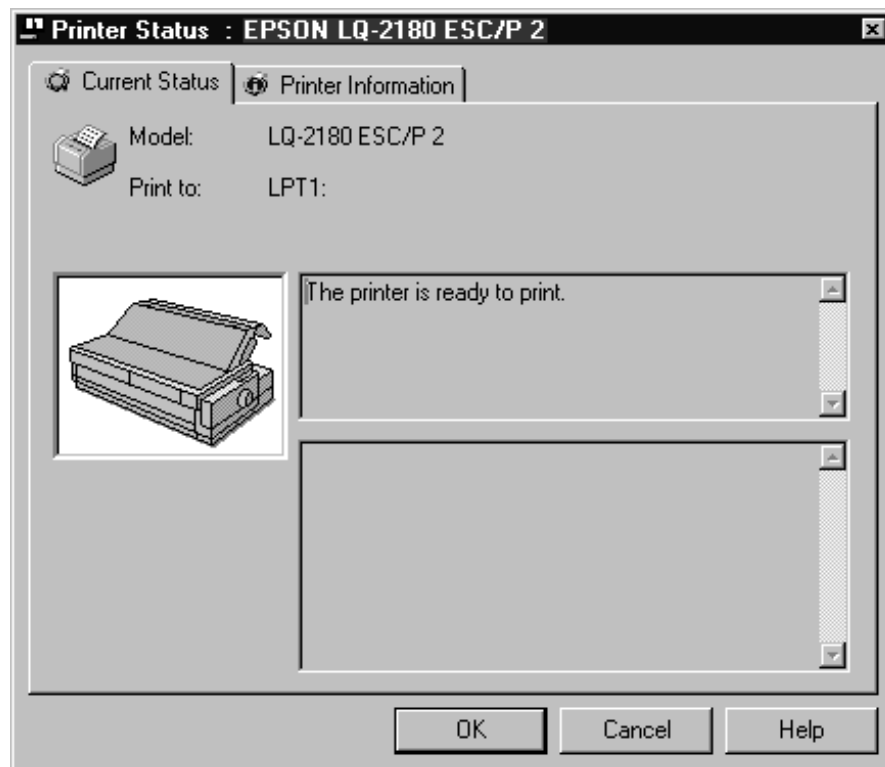 Printer Status : EPSON LQ-2180 ESC/P 2
Current Status Printer Information
Model: LQ-2180 ESC/P 2
Print to: LPT1:
The printer is ready to print.
OK Cancel Help